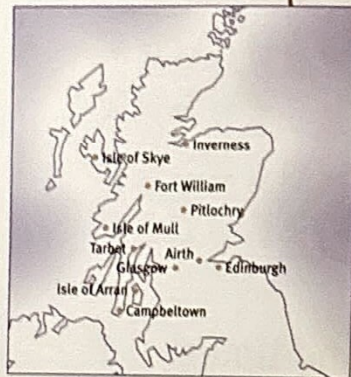 Inverness
Isle of Skye
Fort William
Pitlochry
Isle of Mull
Tarbet
Airth
Glasgow
Edinburgh
Isle of Arran
Campbeltown